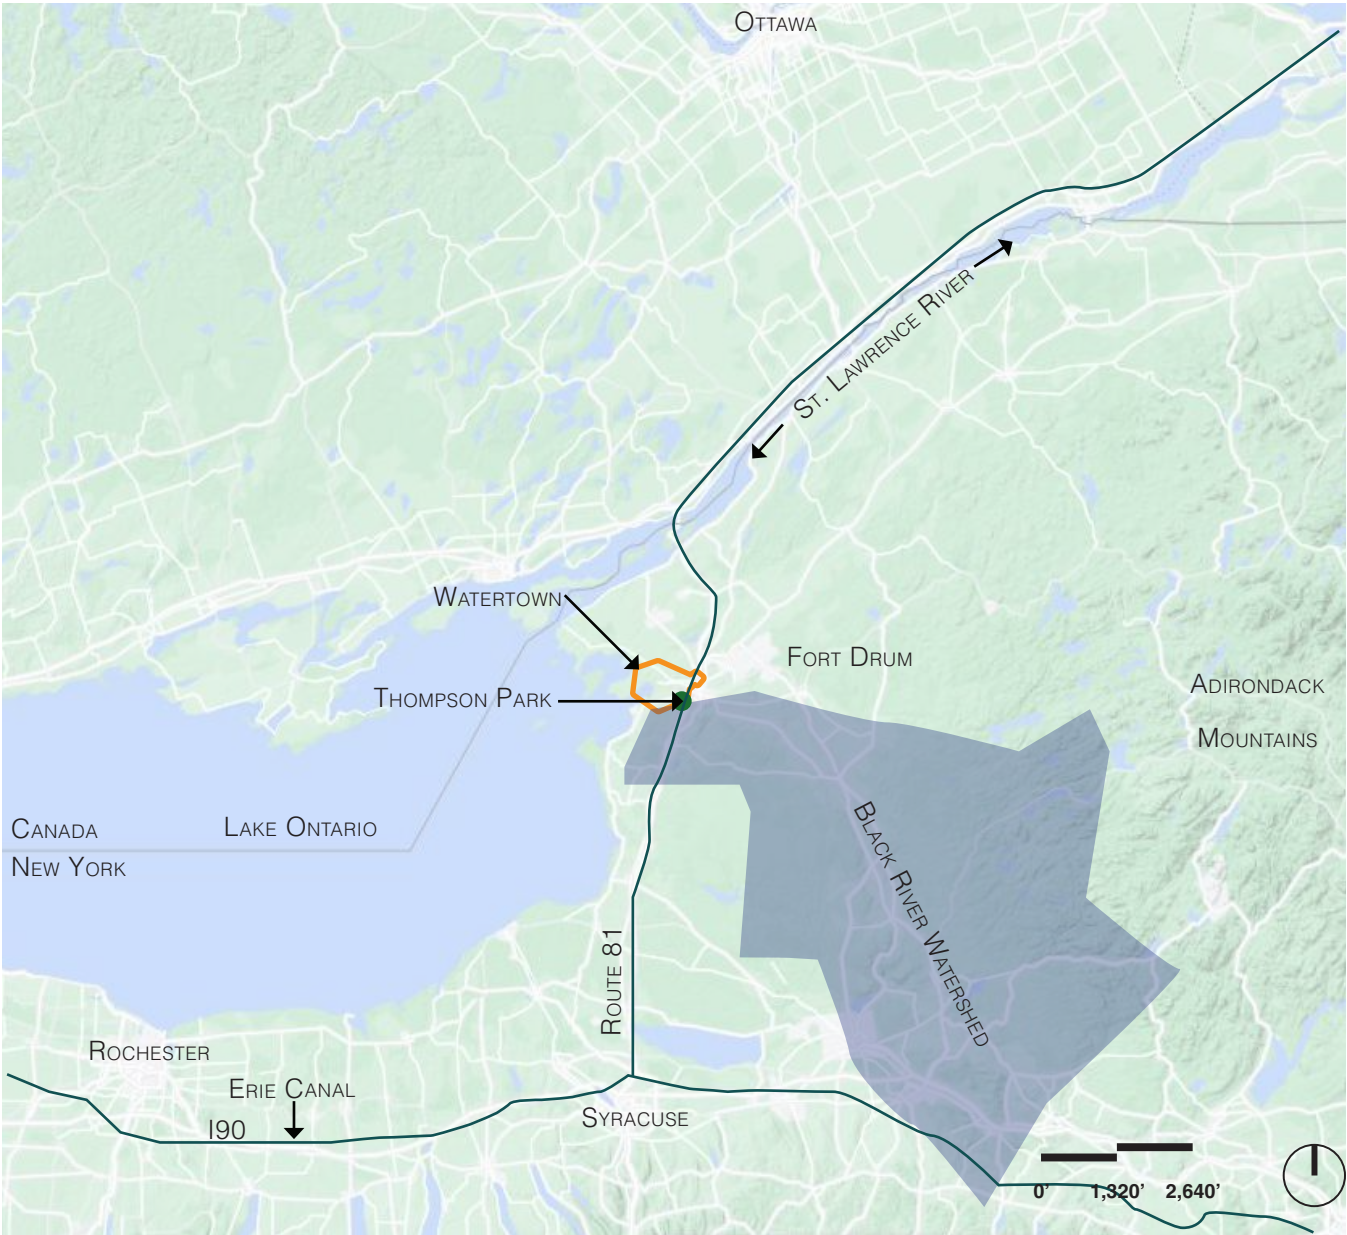 OTTAWA
ST. LAWRENCE RIVER
WATERTOWN
FORT DRUM
THOMPSON PARK
ADIRONDACK
MOUNTAINS
CANADA
LAKE ONTARIO
NEW YORK
BLACK RIVER WATERSHED
ROUTE 81
ROCHESTER
ERIE CANAL
I90
SYRACUSE
0' 1,320' 2,640'